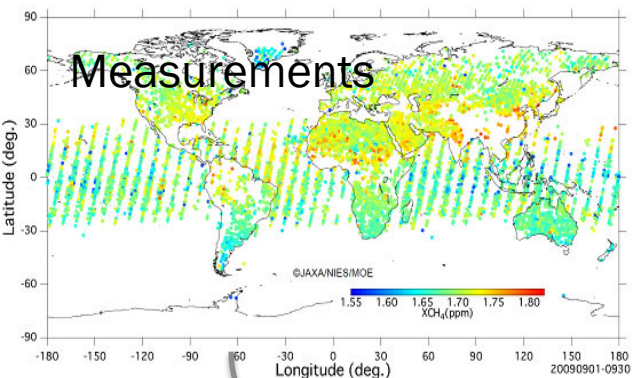 Measurements
90
60
30
0
-30
-60
-90
Latitude (deg.)
©JAXA/NIES/MOE
1.55 1.60 1.65 1.70 1.75 1.80
XCH₄(ppm)
-180 -150 -120 -90 -60 -30 0 30 60 90 120 150 180
Longitude (deg.)
20090901-0930